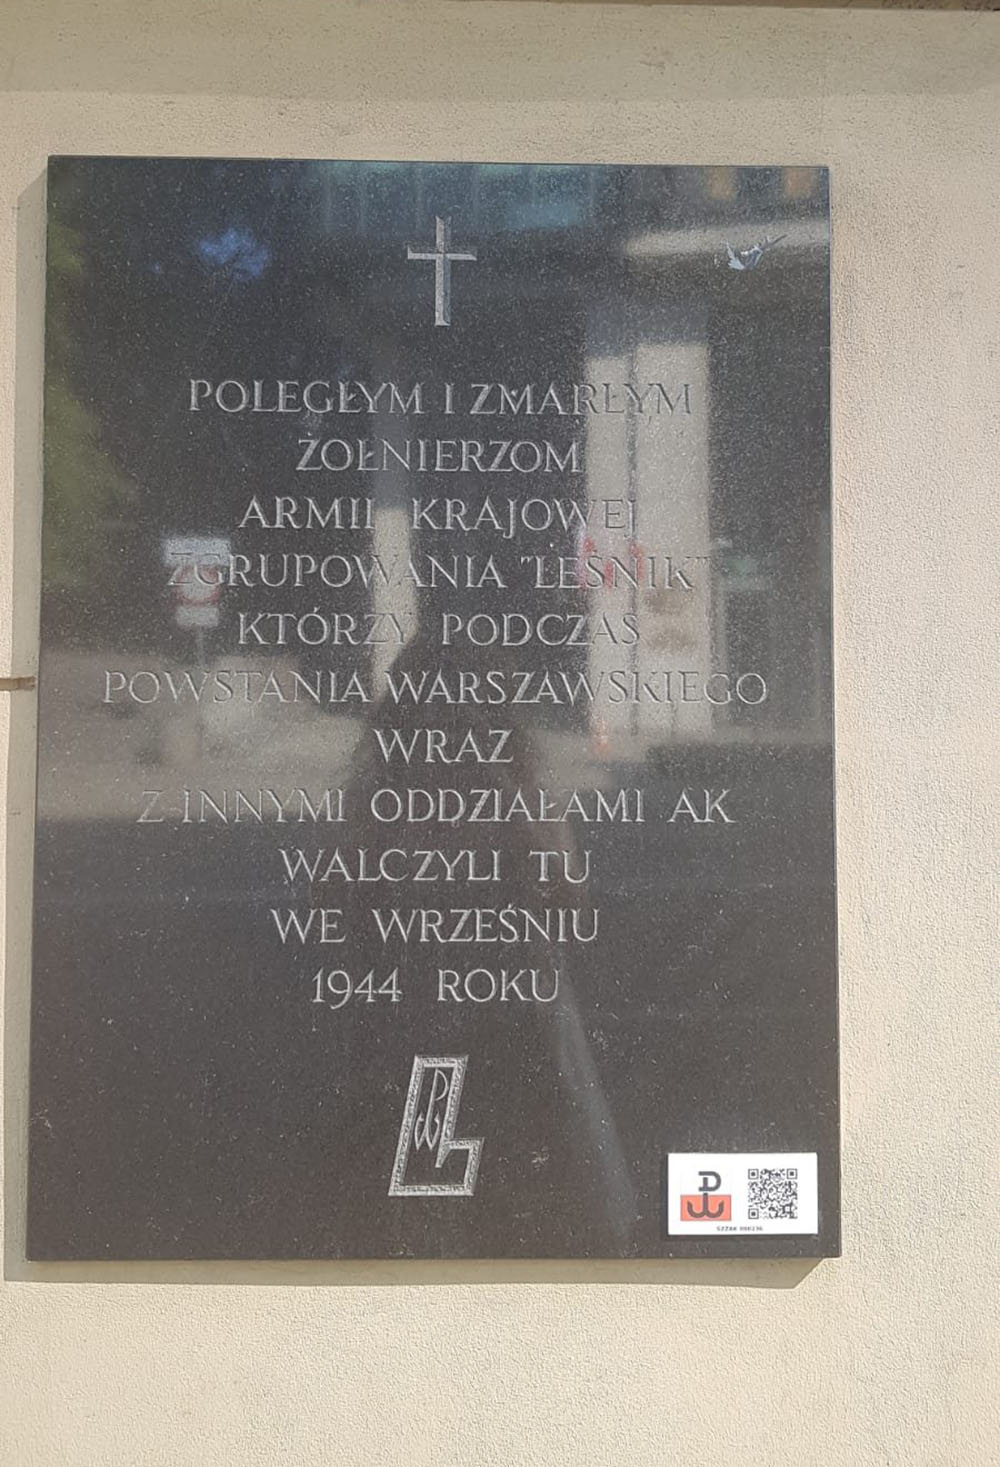 POLEGŁYM I ZMARŁYM
ŻOŁNIERZOM
ARMII KRAJOWEJ
ZGRUPOWANIA "LEŚNIK"
KTÓRZY PODCZAS
POWSTANIA WARSZAWSKIEGO
WRAZ
Z INNYMI ODDZIAŁAMI AK
WALCZYLI TU
WE WRZEŚNIU
1944 ROKU